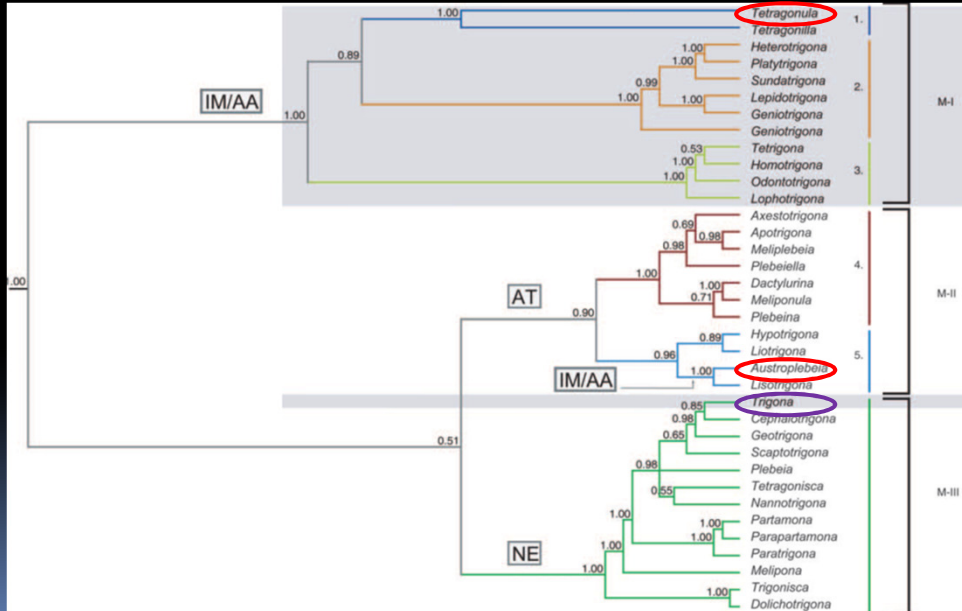 1.00
Tetragonula
1.
Tetragonilla
0.89
1.00
Heterotrigona
1.00
Platytrigona
0.99
Sundatrigona
2.
IM/AA
1.00
1.00
Lepidotrigona
M-I
Geniotrigona
1.00
Geniotrigona
0.53
Tetrigona
1.00
Homotrigona
3.
1.00
Odontotrigona
Lophotrigona
0.69
Axestotrigona
0.98
Apotrigona
0.98
Meliplebeia
4.
1.00
Plebeiella
1.00
1.00
Dactylurina
M-II
AT
0.71
Meliponula
0.90
Plebeina
0.89
Hypotrigona
0.96
Liotrigona
5.
1.00
Austroplebeia
IM/AA
Lisotrigona
0.85
Trigona
0.98
Cephalotrigona
0.51
0.65
Geotrigona
Scaptotrigona
0.98
Plebeia
0.55
Tetragonisca
M-III
Nannotrigona
1.00
1.00
Partamona
1.00
Parapartamona
NE
1.00
Paratrigona
1.00
Melipona
Trigonisca
Dolichotrigona